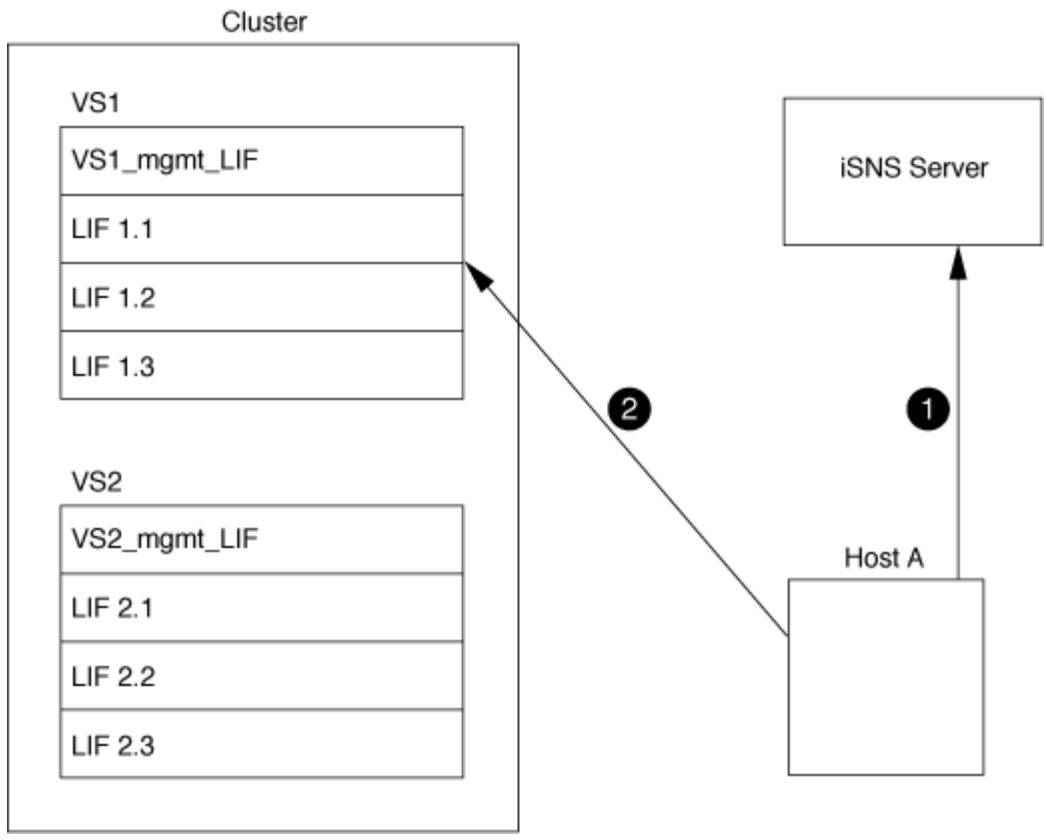 Cluster
VS1
VS1_mgmt_LIF
LIF 1.1
LIF 1.2
LIF 1.3
VS2
VS2_mgmt_LIF
LIF 2.1
LIF 2.2
LIF 2.3
iSNS Server
2
1
Host A